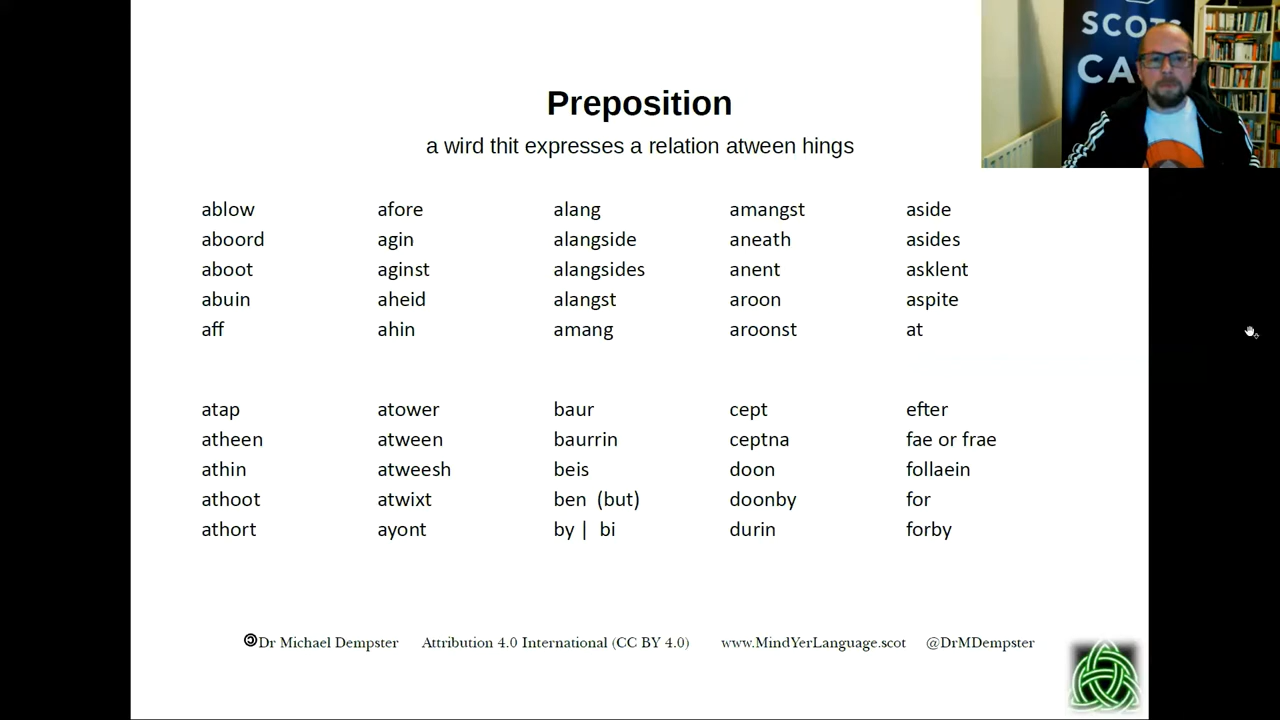 Preposition
a wird thit expresses a relation atween hings
SCOTS
CA
ablow afore alang amangst aside
aboord agin alangside aneath asides
aboot aginst alangsides anent asklent
abuin aheid alangst aroon aspite
aff ahin amang aroonst at
atap atower baur cept efter
atheen atween baurrin ceptna fae or frae
athin atweesh beis doon follaein
athoot atwixt ben (but) doonby for
athort ayont by | bi durin forby
Dr Michael Dempster Attribution 4.0 International (CC BY 4.0) www.MindYerLanguage.scot @DrMDempster